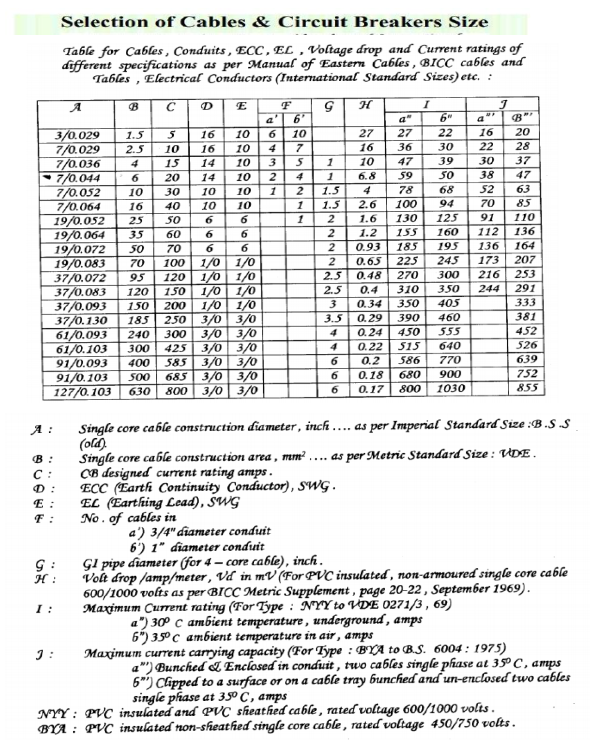 Selection of Cables & Circuit Breakers Size
Table for Cables, Conduits, ECC, EL, Voltage drop and Current ratings of
different specifications as per Manual of Eastern Cables, BICC cables and
Tables, Electrical Conductors (International Standard Sizes) etc. :
A B C D E F G H I J
a' b' a" b" a"' B"'
3/0.029 1.5 5 16 10 6 10 27 27 22 16 20
7/0.029 2.5 10 16 10 4 7 16 36 30 22 28
7/0.036 4 15 14 10 3 5 1 10 47 39 30 37
7/0.044 6 20 14 10 2 4 1 6.8 59 50 38 47
7/0.052 10 30 10 10 1 2 1.5 4 78 68 52 63
7/0.064 16 40 10 10 1 1.5 2.6 100 94 70 85
19/0.052 25 50 6 6 1 2 1.6 130 125 91 110
19/0.064 35 60 6 6 2 1.2 155 160 112 136
19/0.072 50 70 6 6 2 0.93 185 195 136 164
19/0.083 70 100 1/0 1/0 2 0.65 225 245 173 207
37/0.072 95 120 1/0 1/0 2.5 0.48 270 300 216 253
37/0.083 120 150 1/0 1/0 2.5 0.4 310 350 244 291
37/0.093 150 200 1/0 1/0 3 0.34 350 405 333
37/0.130 185 250 3/0 3/0 3.5 0.29 390 460 381
61/0.093 240 300 3/0 3/0 4 0.24 450 555 452
61/0.103 300 425 3/0 3/0 4 0.22 515 640 526
91/0.093 400 585 3/0 3/0 6 0.2 586 770 639
91/0.103 500 685 3/0 3/0 6 0.18 680 900 752
127/0.103 630 800 3/0 3/0 6 0.17 800 1030 855
A : Single core cable construction diameter, inch .... as per Imperial Standard Size :B.S.S
(old).
B : Single core cable construction area, mm² .... as per Metric Standard Size : VDE.
C : CB designed current rating amps.
D : ECC (Earth Continuity Conductor), SWG.
E : EL (Earthing Lead), SWG
F : No. of cables in
a') 3/4" diameter conduit
b') 1" diameter conduit
G : GI pipe diameter (for 4 – core cable), inch.
H : Volt drop /amp/meter, Vd in mV (For PVC insulated, non-armoured single core cable
600/1000 volts as per BICC Metric Supplement, page 20-22, September 1969).
I : Maximum Current rating (For Type : NYY to VDE 0271/3, 69)
a") 30º C ambient temperature, underground, amps
b") 35º C ambient temperature in air, amps
J : Maximum current carrying capacity (For Type : BYA to B.S. 6004 : 1975)
a"') Bunched & Enclosed in conduit, two cables single phase at 35º C, amps
b"') Clipped to a surface or on a cable tray bunched and un-enclosed two cables
single phase at 35º C, amps
NYY : PVC insulated and PVC sheathed cable, rated voltage 600/1000 volts.
BYA : PVC insulated non-sheathed single core cable, rated voltage 450/750 volts.